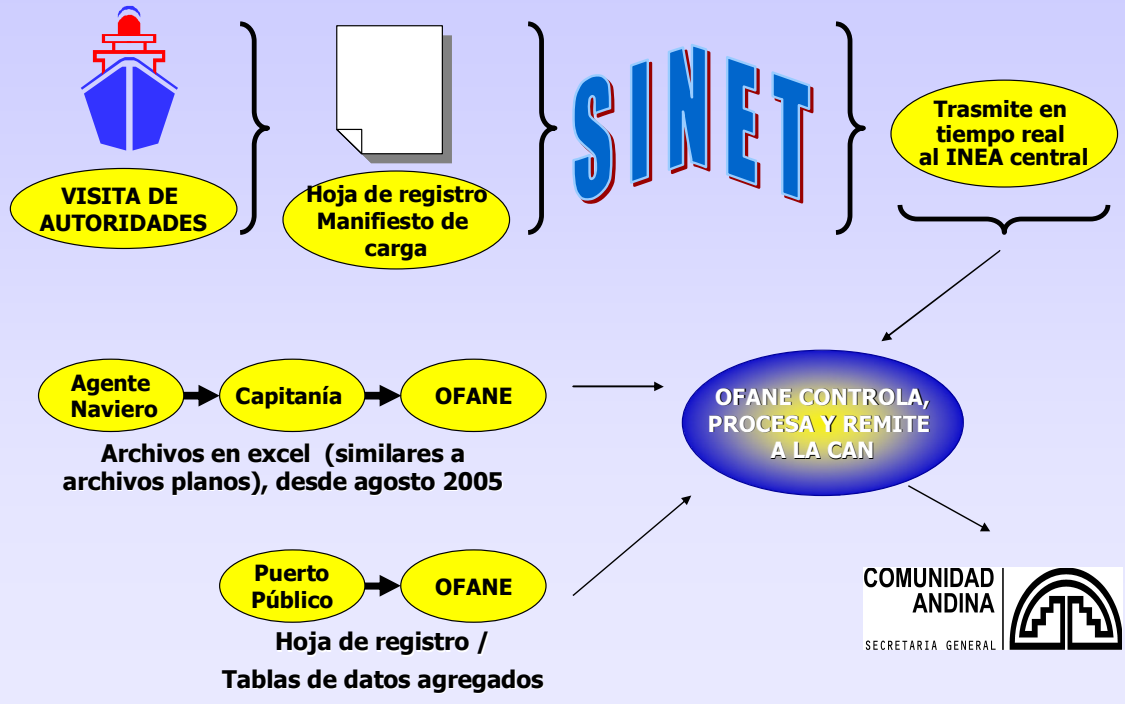 VISITA DE
AUTORIDADES
Hoja de registro
Manifiesto de
carga
SINET
Trasmite en
tiempo real
al INEA central
Agente
Naviero
Capitanía
OFANE
Archivos en excel (similares a
archivos planos), desde agosto 2005
OFANE CONTROLA,
PROCESA Y REMITE
A LA CAN
Puerto
Público
OFANE
Hoja de registro /
Tablas de datos agregados
COMUNIDAD
ANDINA
SECRETARIA GENERAL